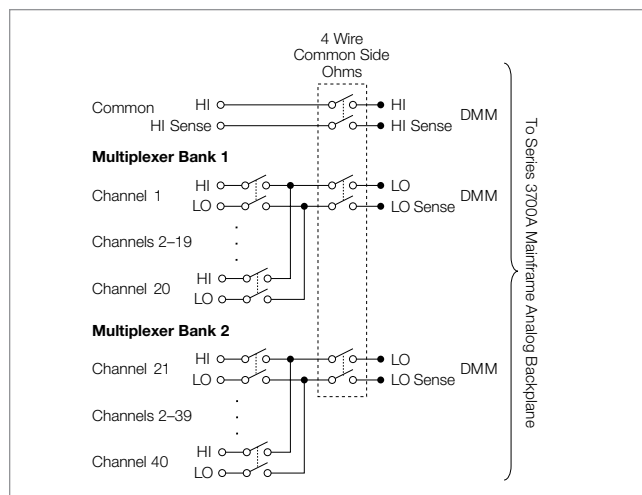 4 Wire
Common Side
Ohms
Common HI HI DMM
HI Sense HI Sense
Multiplexer Bank 1
Channel 1 HI LO DMM
LO LO Sense
Channels 2–19
Channel 20 HI
LO
Multiplexer Bank 2
Channel 21 HI LO DMM
LO LO Sense
Channels 2–39
Channel 40 HI
LO
To Series 3700A Mainframe Analog Backplane